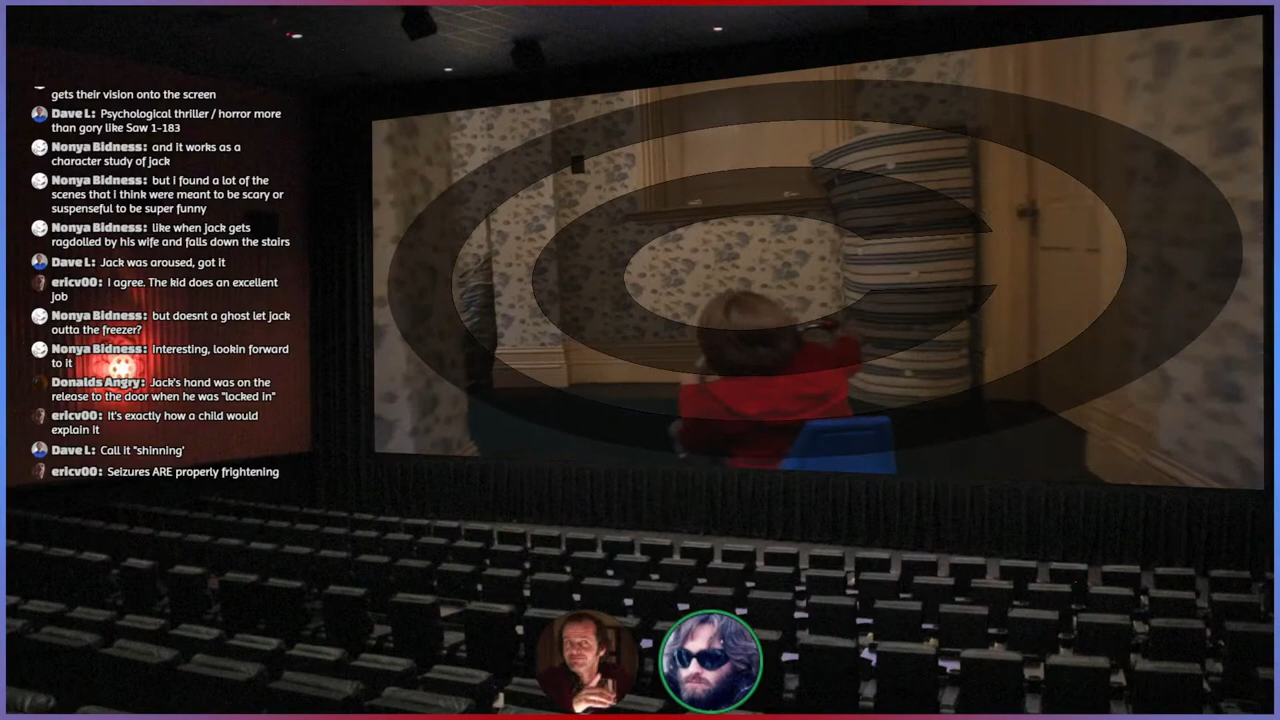 gets their vision onto the screen
Dave L: Psychological thriller / horror more
than gory like Saw 1-183
Nonya Bidness: and it works as a
character study of jack
Nonya Bidness: but i found a lot of the
scenes that i think were meant to be scary or
suspenseful to be super funny
Nonya Bidness: like when jack gets
ragdolled by his wife and falls down the stairs
Dave L: Jack was aroused, got it
ericv00: I agree. The kid does an excellent
job
Nonya Bidness: but doesnt a ghost let jack
outta the freezer?
Nonya Bidness: interesting, lookin forward
to it
Donalds Angry: Jack's hand was on the
release to the door when he was "locked in"
ericv00: It's exactly how a child would
explain it
Dave L: Call it "shinning'
ericv00: Seizures ARE properly frightening